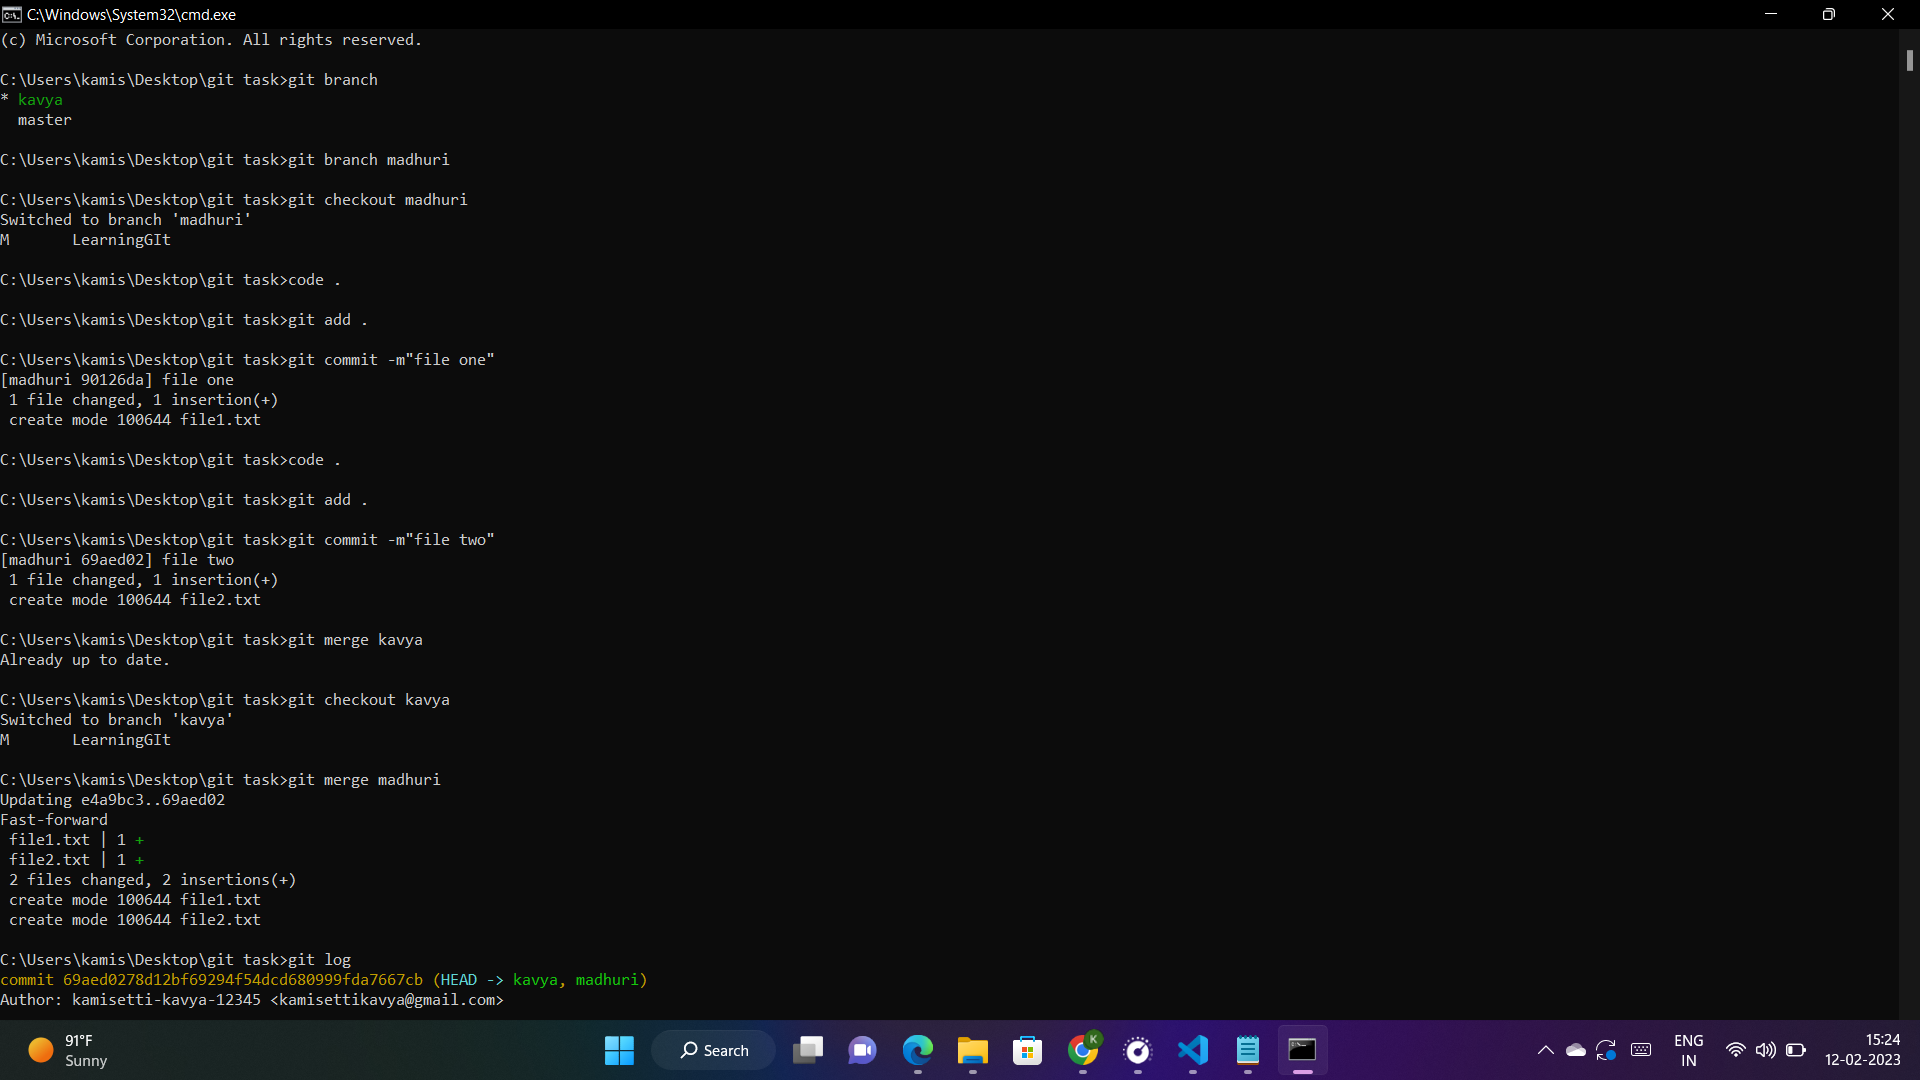 C:\Windows\System32\cmd.exe
(c) Microsoft Corporation. All rights reserved.
C:\Users\kamis\Desktop\git task>git branch
* kavya
  master
C:\Users\kamis\Desktop\git task>git branch madhuri
C:\Users\kamis\Desktop\git task>git checkout madhuri
Switched to branch 'madhuri'
M       LearningGIt
C:\Users\kamis\Desktop\git task>code .
C:\Users\kamis\Desktop\git task>git add .
C:\Users\kamis\Desktop\git task>git commit -m"file one"
[madhuri 90126da] file one
 1 file changed, 1 insertion(+)
 create mode 100644 file1.txt
C:\Users\kamis\Desktop\git task>code .
C:\Users\kamis\Desktop\git task>git add .
C:\Users\kamis\Desktop\git task>git commit -m"file two"
[madhuri 69aed02] file two
 1 file changed, 1 insertion(+)
 create mode 100644 file2.txt
C:\Users\kamis\Desktop\git task>git merge kavya
Already up to date.
C:\Users\kamis\Desktop\git task>git checkout kavya
Switched to branch 'kavya'
M       LearningGIt
C:\Users\kamis\Desktop\git task>git merge madhuri
Updating e4a9bc3..69aed02
Fast-forward
 file1.txt | 1 +
 file2.txt | 1 +
 2 files changed, 2 insertions(+)
 create mode 100644 file1.txt
 create mode 100644 file2.txt
C:\Users\kamis\Desktop\git task>git log
commit 69aed0278d12bf69294f54dcd680999fda7667cb (HEAD -> kavya, madhuri)
Author: kamisetti-kavya-12345 <kamisettikavya@gmail.com>
91°F
Sunny
Search
K
ENG
IN
15:24
12-02-2023